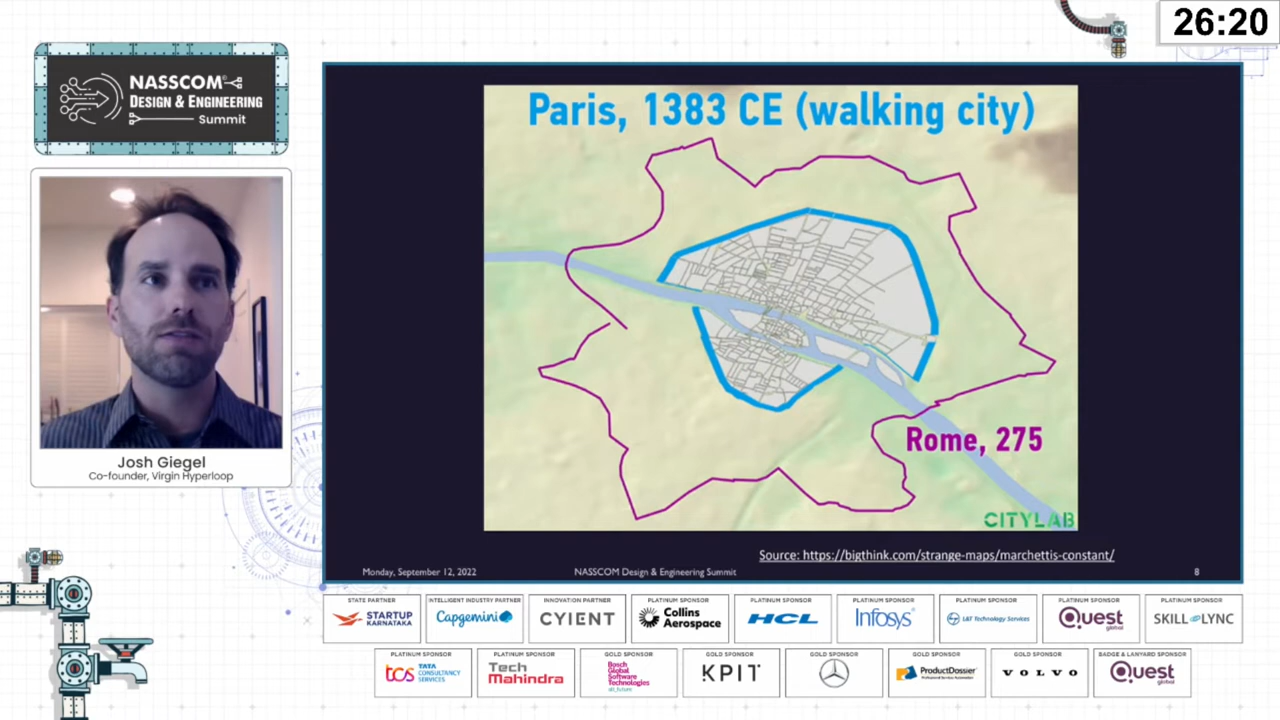 26:20
NASSCOM®
DESIGN & ENGINEERING
Summit
Josh Giegel
Co-founder, Virgin Hyperloop
Paris, 1383 CE (walking city)
Rome, 275
CITYLAB
Source: https://bigthink.com/strange-maps/marchettis-constant/
Monday, September 12, 2022
NASSCOM Design & Engineering Summit
8
STATE PARTNER
STARTUP
KARNATAKA
INTELLIGENT INDUSTRY PARTNER
Capgemini
INNOVATION PARTNER
CYIENT
PLATINUM SPONSOR
Collins
Aerospace
PLATINUM SPONSOR
HCL
PLATINUM SPONSOR
Infosys®
PLATINUM SPONSOR
L&T Technology Services
PLATINUM SPONSOR
Quest
global
PLATINUM SPONSOR
SKILL LYNC
PLATINUM SPONSOR
tcs TATA
CONSULTANCY
SERVICES
PLATINUM SPONSOR
Tech
Mahindra
GOLD SPONSOR
Bosch
Global
Software
Technologies
GOLD SPONSOR
KPIT
GOLD SPONSOR
GOLD SPONSOR
ProductDossier
GOLD SPONSOR
VOLVO
BADGE & LANYARD SPONSOR
Quest
global